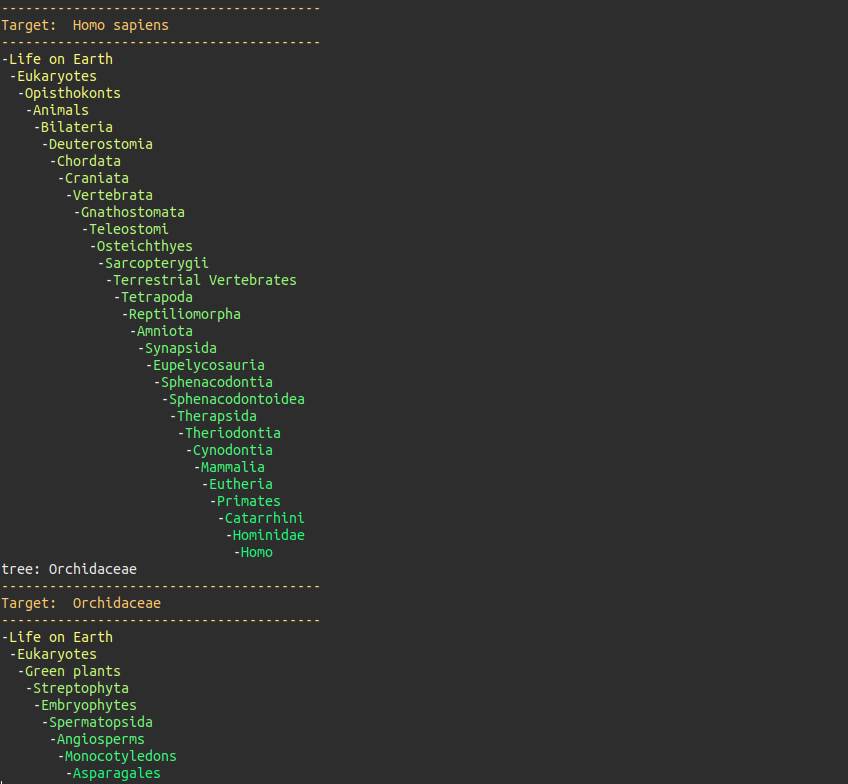 ----------------------------------------
Target:  Homo sapiens
----------------------------------------
-Life on Earth
 -Eukaryotes
  -Opisthokonts
   -Animals
    -Bilateria
     -Deuterostomia
      -Chordata
       -Craniata
        -Vertebrata
         -Gnathostomata
          -Teleostomi
           -Osteichthyes
            -Sarcopterygii
             -Terrestrial Vertebrates
              -Tetrapoda
               -Reptiliomorpha
                -Amniota
                 -Synapsida
                  -Eupelycosauria
                   -Sphenacodontia
                    -Sphenacodontoidea
                     -Therapsida
                      -Theriodontia
                       -Cynodontia
                        -Mammalia
                         -Eutheria
                          -Primates
                           -Catarrhini
                            -Hominidae
                             -Homo
tree: Orchidaceae
----------------------------------------
Target:  Orchidaceae
----------------------------------------
-Life on Earth
 -Eukaryotes
  -Green plants
   -Streptophyta
    -Embryophytes
     -Spermatopsida
      -Angiosperms
       -Monocotyledons
        -Asparagales